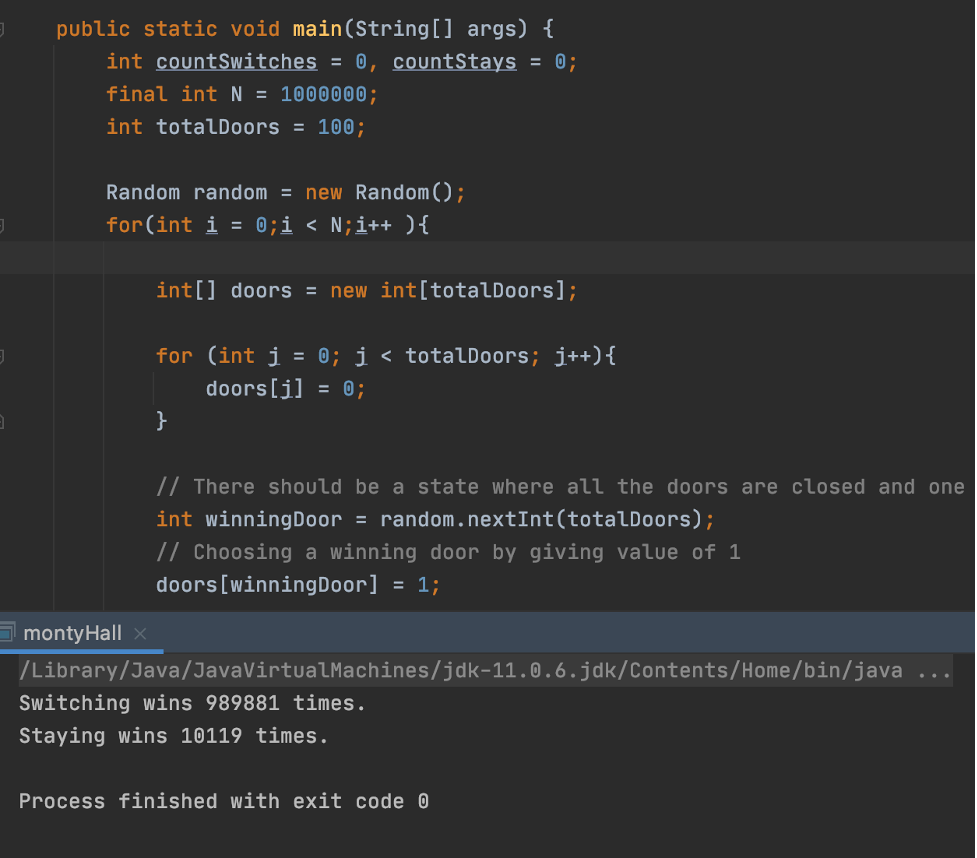 public static void main(String[] args) {
int countSwitches = 0, countStays = 0;
final int N = 1000000;
int totalDoors = 100;
Random random = new Random();
for(int i = 0;i < N;i++ ){
int[] doors = new int[totalDoors];
for (int j = 0; j < totalDoors; j++){
doors[j] = 0;
}
// There should be a state where all the doors are closed and one
int winningDoor = random.nextInt(totalDoors);
// Choosing a winning door by giving value of 1
doors[winningDoor] = 1;
montyHall ×
/Library/Java/JavaVirtualMachines/jdk-11.0.6.jdk/Contents/Home/bin/java ...
Switching wins 989881 times.
Staying wins 10119 times.
Process finished with exit code 0